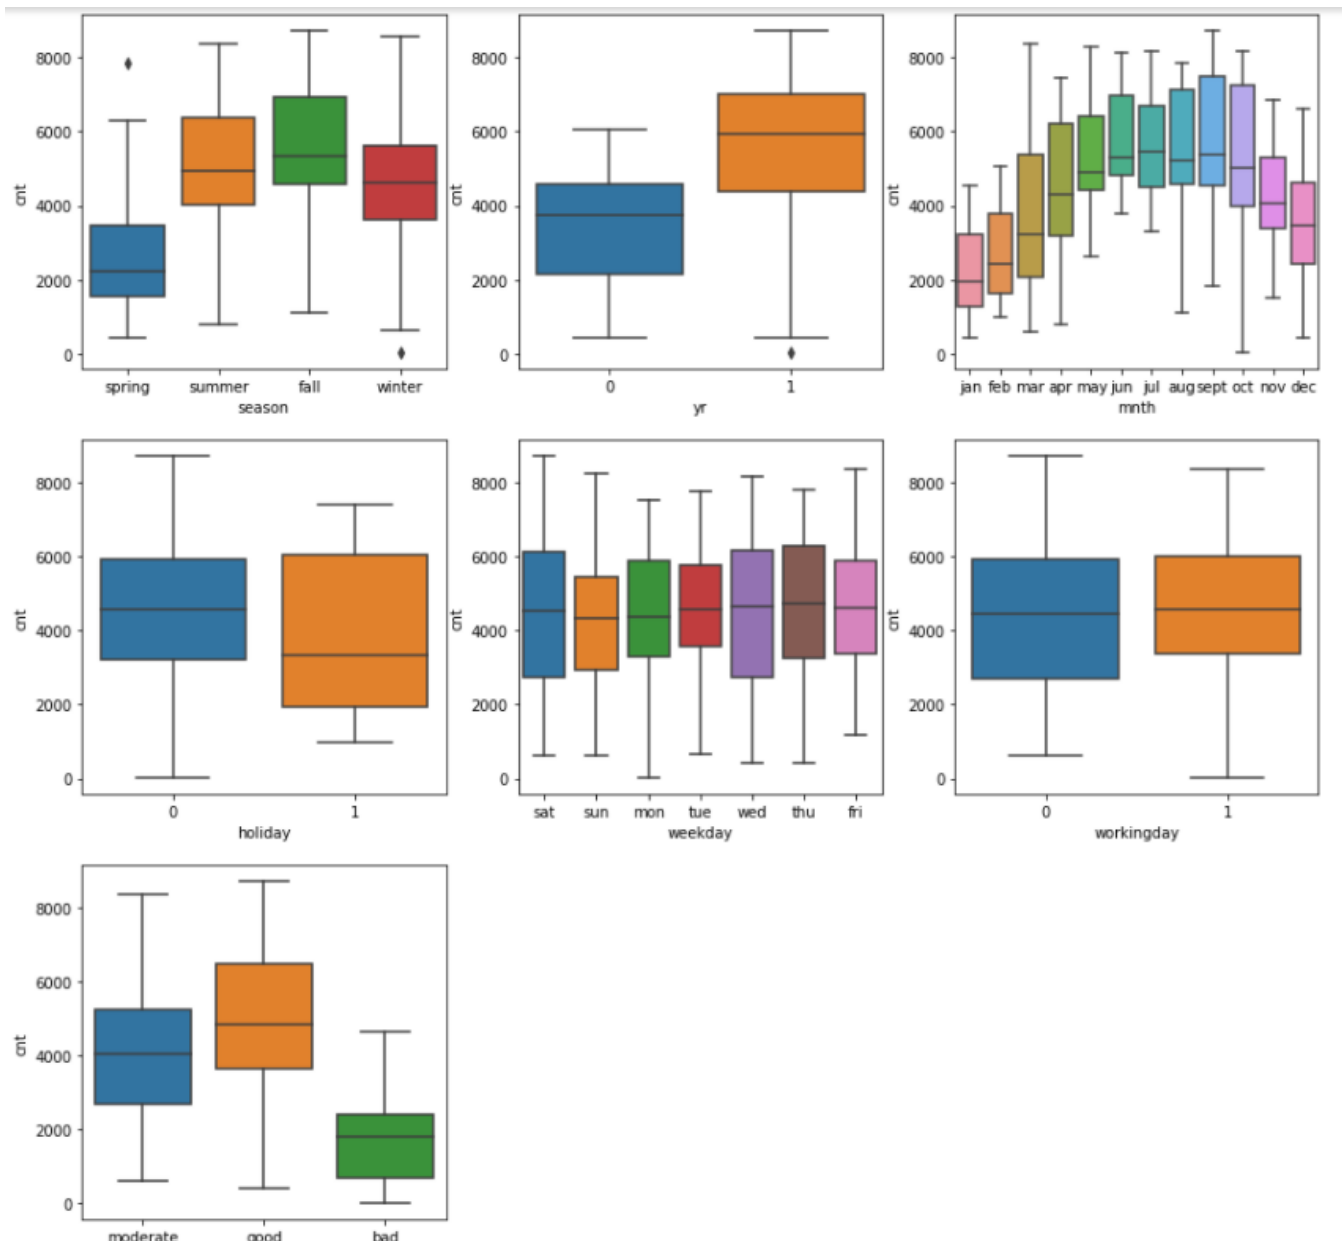 8000
6000
4000
2000
0
cnt
spring summer fall winter
season
8000
6000
4000
2000
0
cnt
0 1
yr
8000
6000
4000
2000
0
cnt
jan feb mar apr may jun jul aug sept oct nov dec
mnth
8000
6000
4000
2000
0
cnt
0 1
holiday
8000
6000
4000
2000
0
cnt
sat sun mon tue wed thu fri
weekday
8000
6000
4000
2000
0
cnt
0 1
workingday
8000
6000
4000
2000
0
cnt
moderate good bad